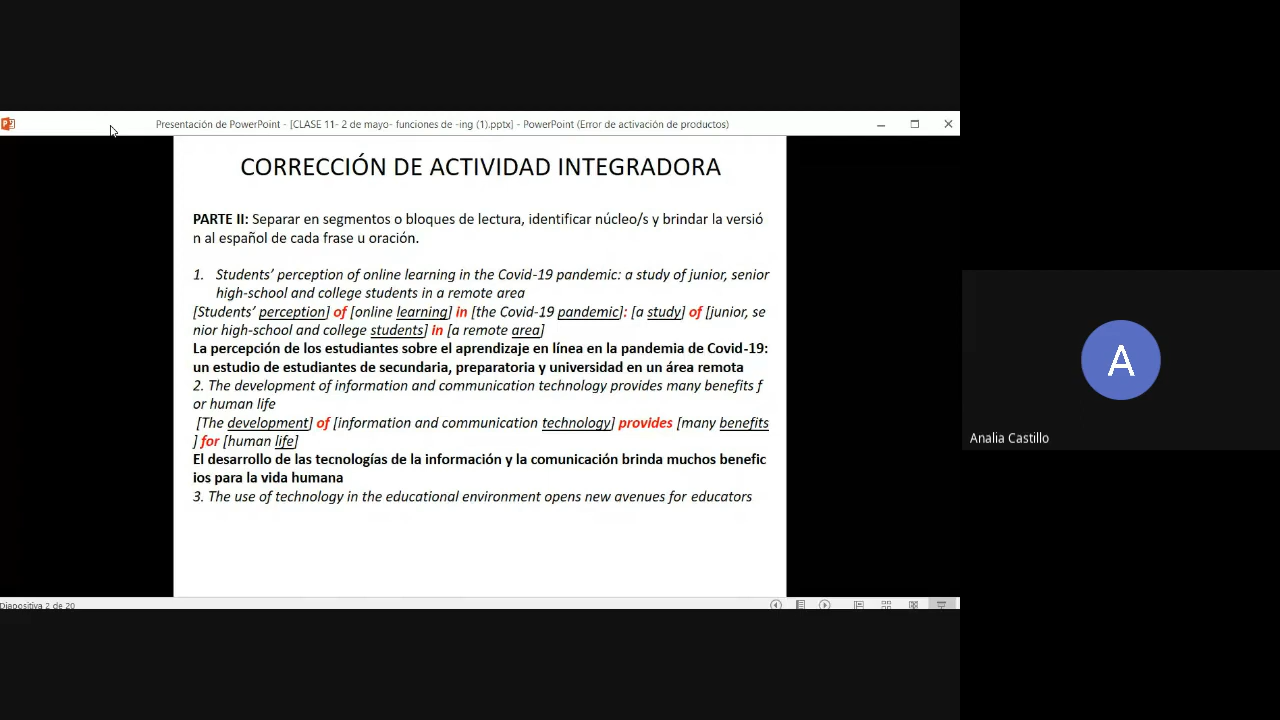 Presentación de PowerPoint - [CLASE 11- 2 de mayo- funciones de -ing (1).pptx] - PowerPoint (Error de activación de productos)
CORRECCIÓN DE ACTIVIDAD INTEGRADORA
PARTE II: Separar en segmentos o bloques de lectura, identificar núcleo/s y brindar la versió
n al español de cada frase u oración.
1. Students' perception of online learning in the Covid-19 pandemic: a study of junior, senior
high-school and college students in a remote area
[Students' perception] of [online learning] in [the Covid-19 pandemic]: [a study] of [junior, se
nior high-school and college students] in [a remote area]
La percepción de los estudiantes sobre el aprendizaje en línea en la pandemia de Covid-19:
un estudio de estudiantes de secundaria, preparatoria y universidad en un área remota
2. The development of information and communication technology provides many benefits f
or human life
[The development] of [information and communication technology] provides [many benefits
] for [human life]
El desarrollo de las tecnologías de la información y la comunicación brinda muchos benefic
ios para la vida humana
3. The use of technology in the educational environment opens new avenues for educators
A
Analia Castillo
Diapositiva 2 de 20